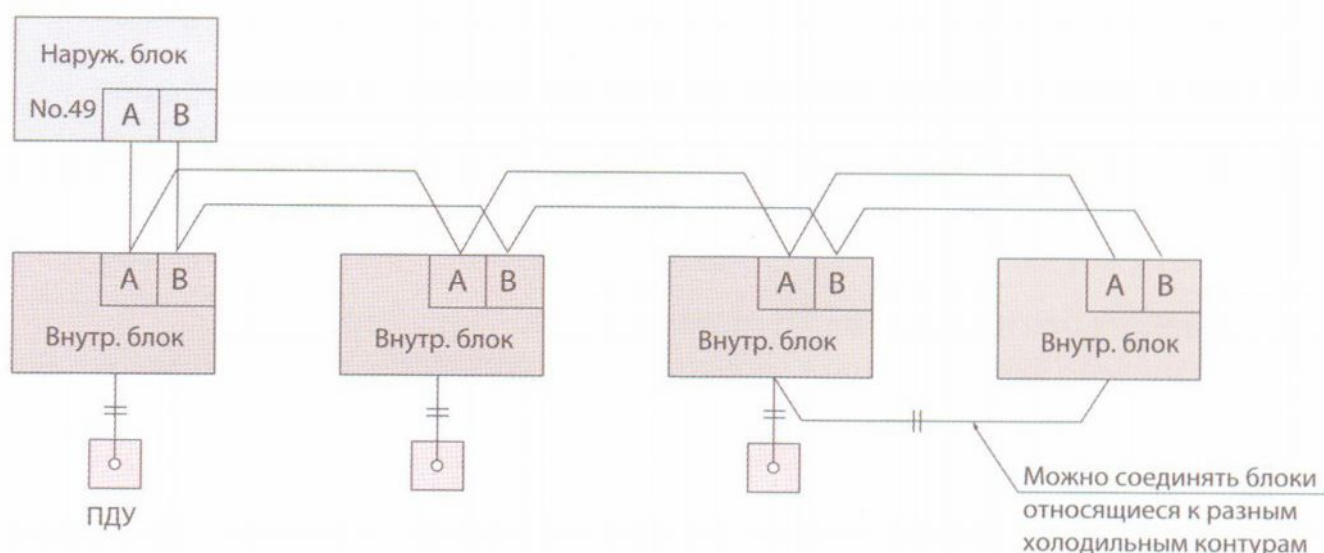 Наруж. блок
No.49 A B
A B
Внутр. блок
A B
Внутр. блок
A B
Внутр. блок
A B
Внутр. блок
ПДУ
Можно соединять блоки
относящиеся к разным
холодильным контурам